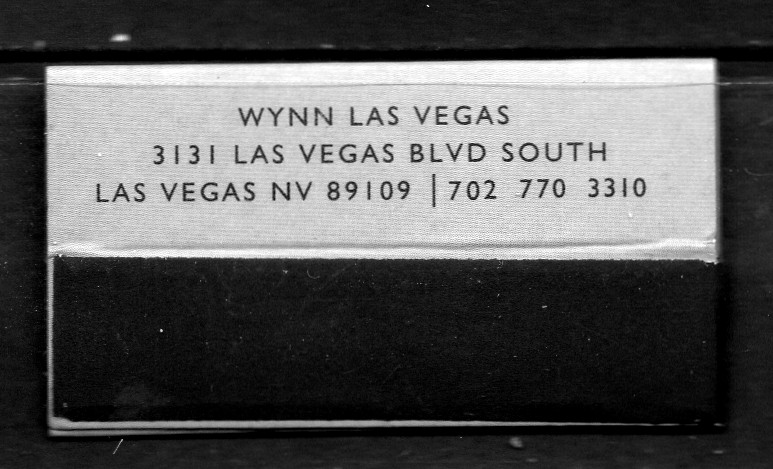 WYNN LAS VEGAS
3131 LAS VEGAS BLVD SOUTH
LAS VEGAS NV 89109 | 702 770 3310